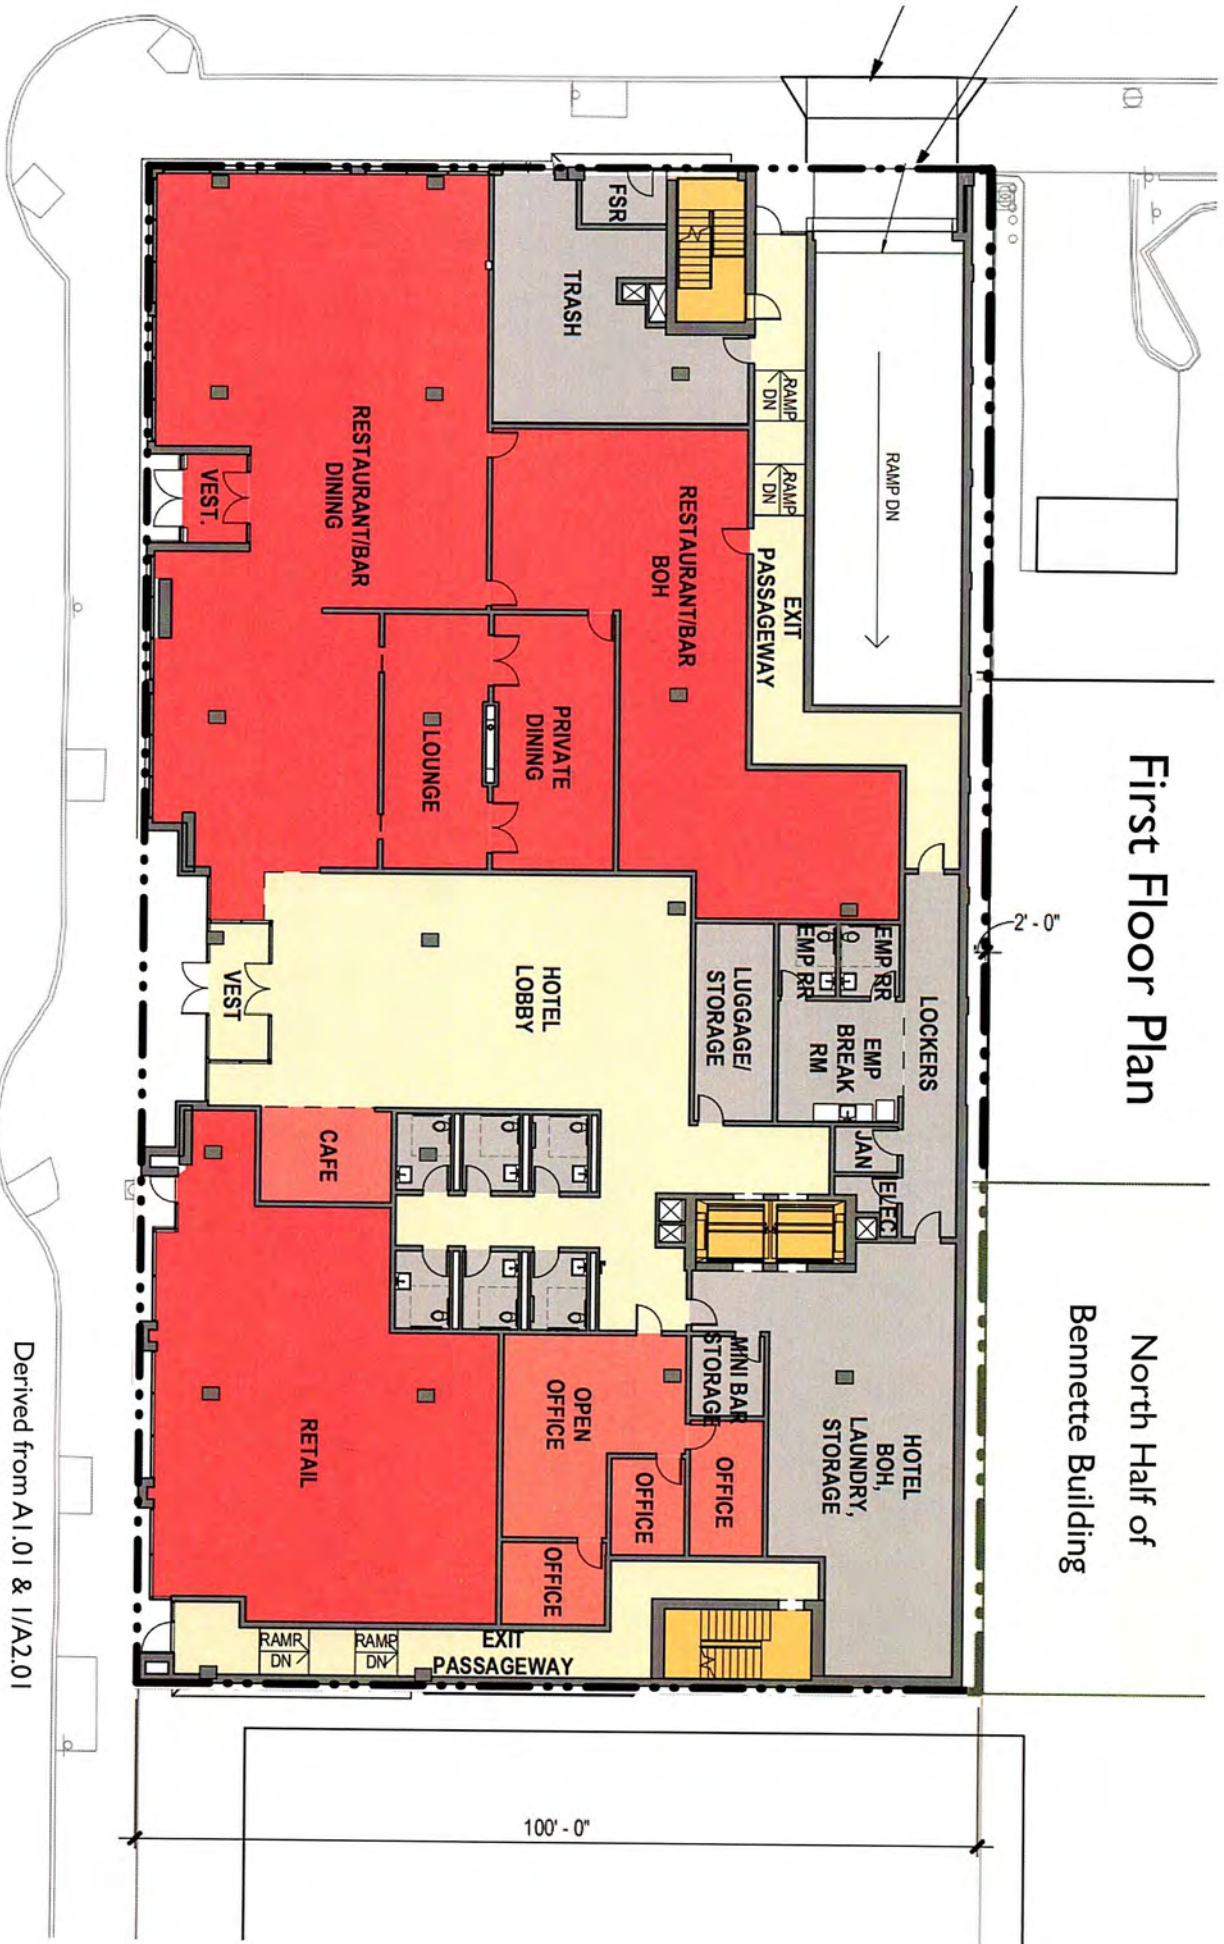 First Floor Plan
North Half of
Bennette Building
2' - 0"
RAMP DN
EXIT
PASSAGEWAY
RAMP
DN
RAMP
DN
FSR
TRASH
RESTAURANT/BAR
BOH
RESTAURANT/BAR
DINING
VEST.
PRIVATE
DINING
LOUNGE
LOCKERS
EMP RR
EMP RR
EMP
BREAK
RM
LUGGAGE/
STORAGE
HOTEL
LOBBY
VEST
JAN
ELEC
CAFE
MINI BAR
STORAGE
HOTEL
BOH,
LAUNDRY,
STORAGE
OPEN
OFFICE
OFFICE
OFFICE
OFFICE
RETAIL
EXIT
PASSAGEWAY
RAMP
DN
RAMP
DN
100' - 0"
Derived from A1.01 & 1/A2.01